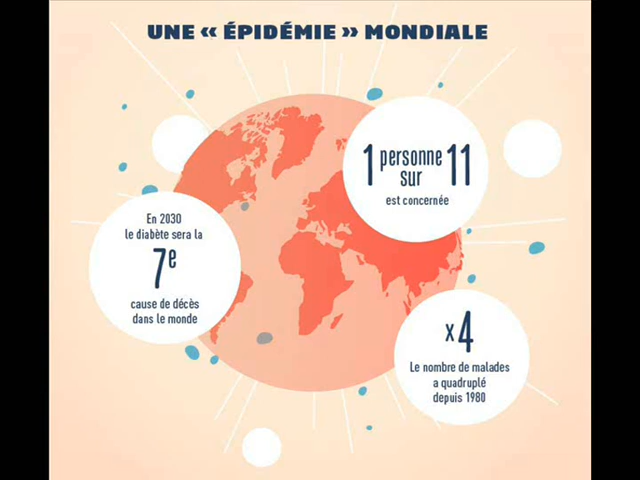 UNE « ÉPIDÉMIE » MONDIALE
1 personne sur 11
est concernée
En 2030
le diabète sera la
7e
cause de décès
dans le monde
x4
Le nombre de malades
a quadruplé
depuis 1980